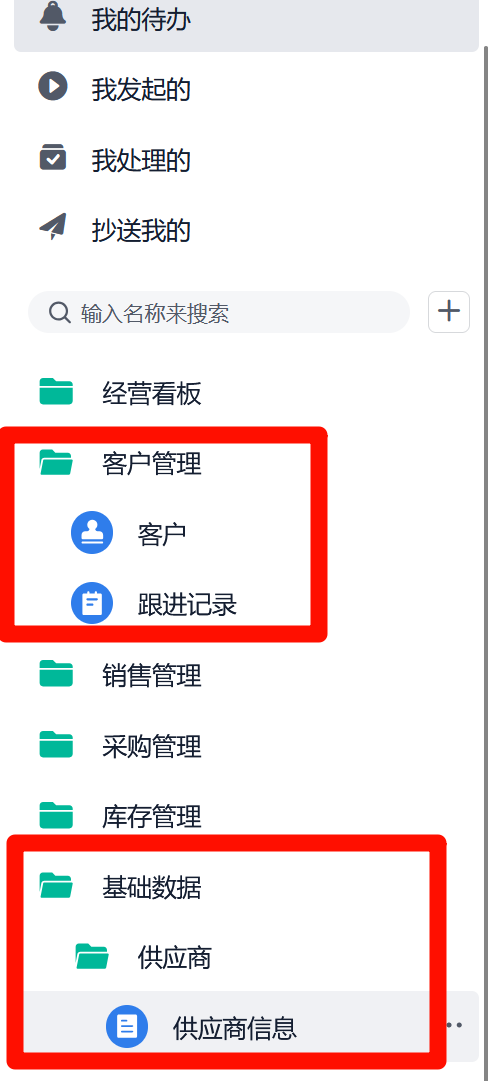 我的待办
我发起的
我处理的
抄送我的
输入名称来搜索
经营看板
客户管理
客户
跟进记录
销售管理
采购管理
库存管理
基础数据
供应商
供应商信息